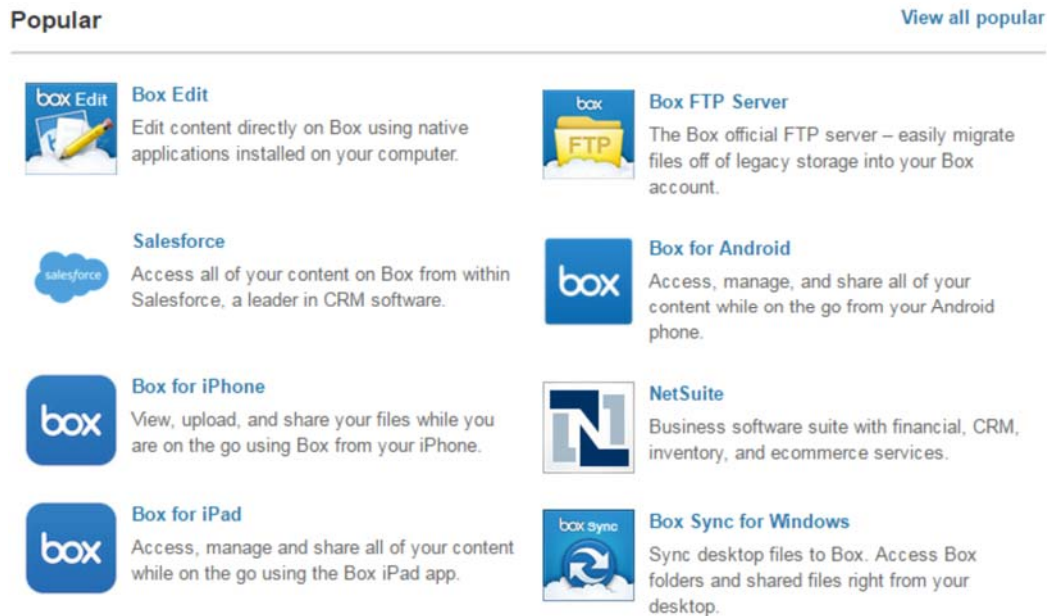 Popular
View all popular
box Edit
Box Edit
Edit content directly on Box using native
applications installed on your computer.
box
FTP
Box FTP Server
The Box official FTP server – easily migrate
files off of legacy storage into your Box
account.
salesforce
Salesforce
Access all of your content on Box from within
Salesforce, a leader in CRM software.
box
Box for Android
Access, manage, and share all of your
content while on the go from your Android
phone.
box
Box for iPhone
View, upload, and share your files while you
are on the go using Box from your iPhone.
N
NetSuite
Business software suite with financial, CRM,
inventory, and ecommerce services.
box
Box for iPad
Access, manage and share all of your content
while on the go using the Box iPad app.
box sync
Box Sync for Windows
Sync desktop files to Box. Access Box
folders and shared files right from your
desktop.